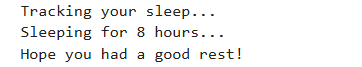 Tracking your sleep...
Sleeping for 8 hours...
Hope you had a good rest!